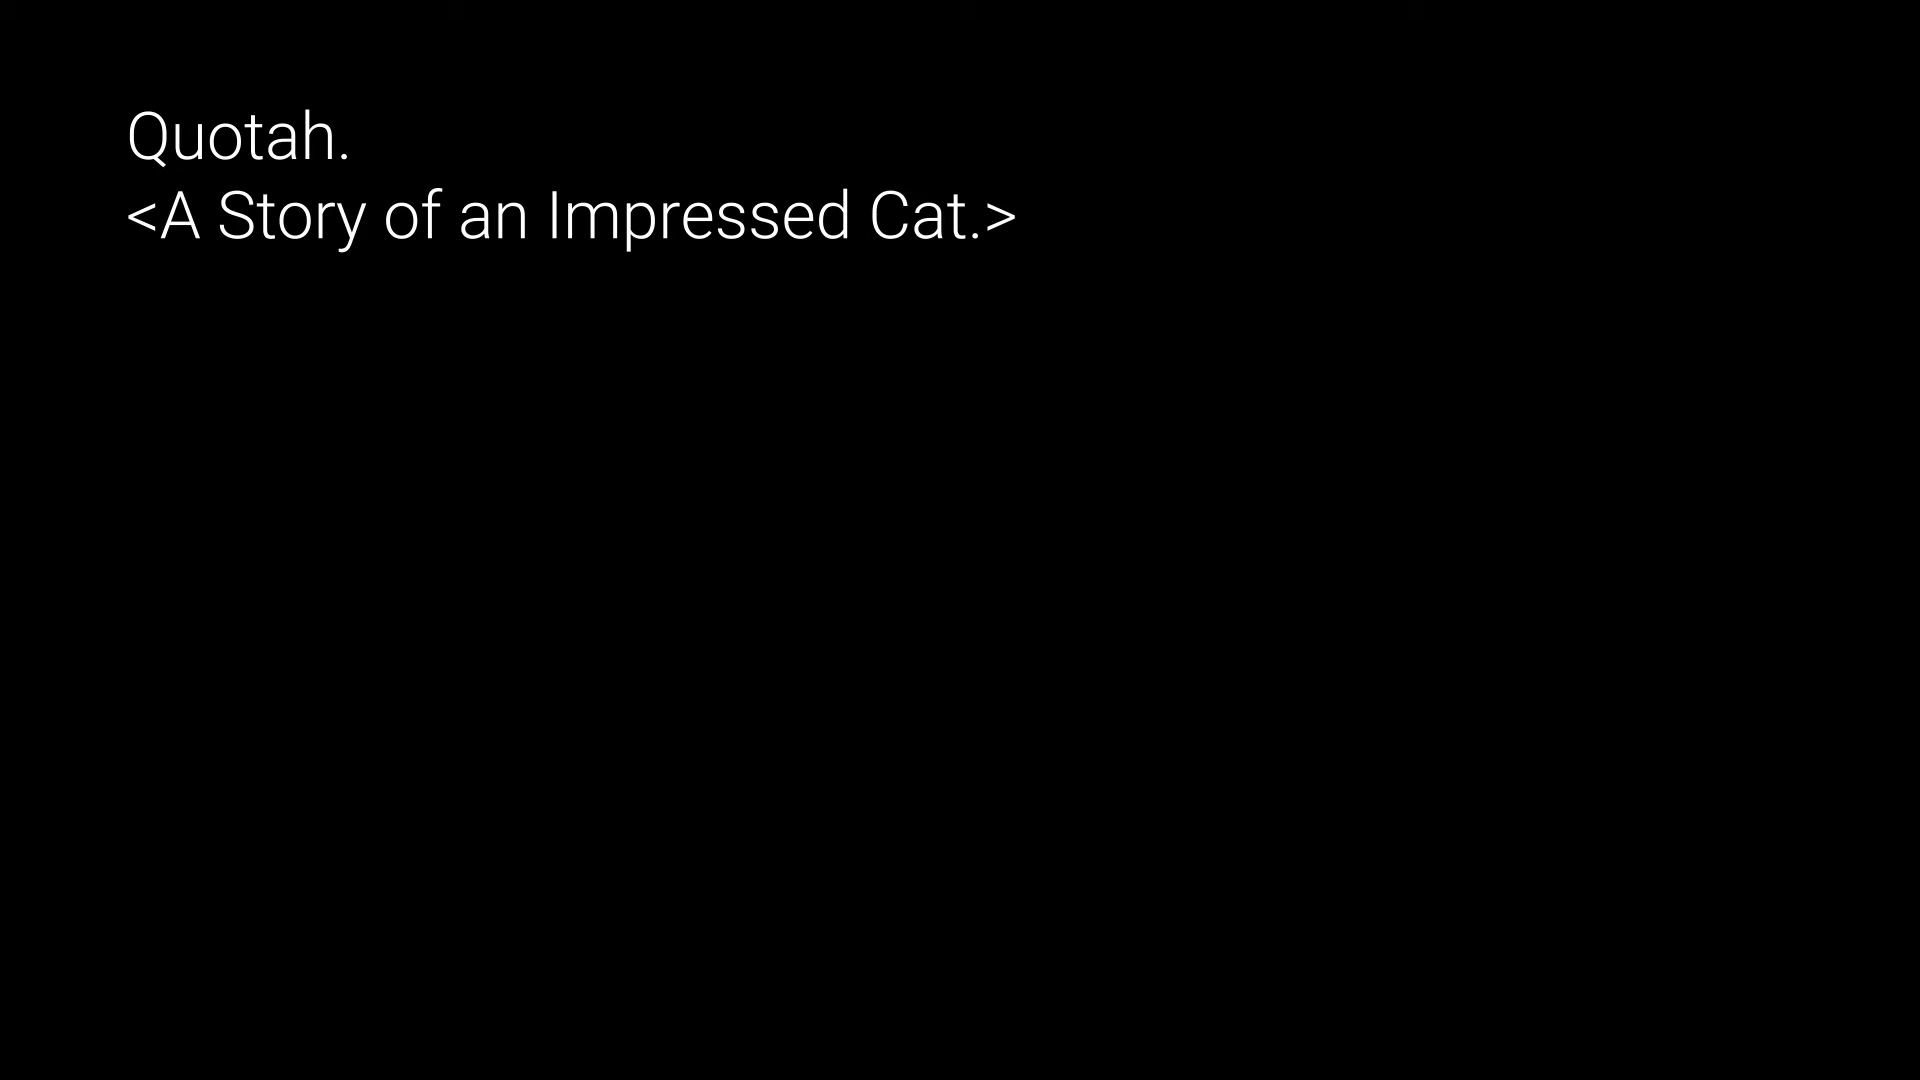 Quotah.
<A Story of an Impressed Cat.>